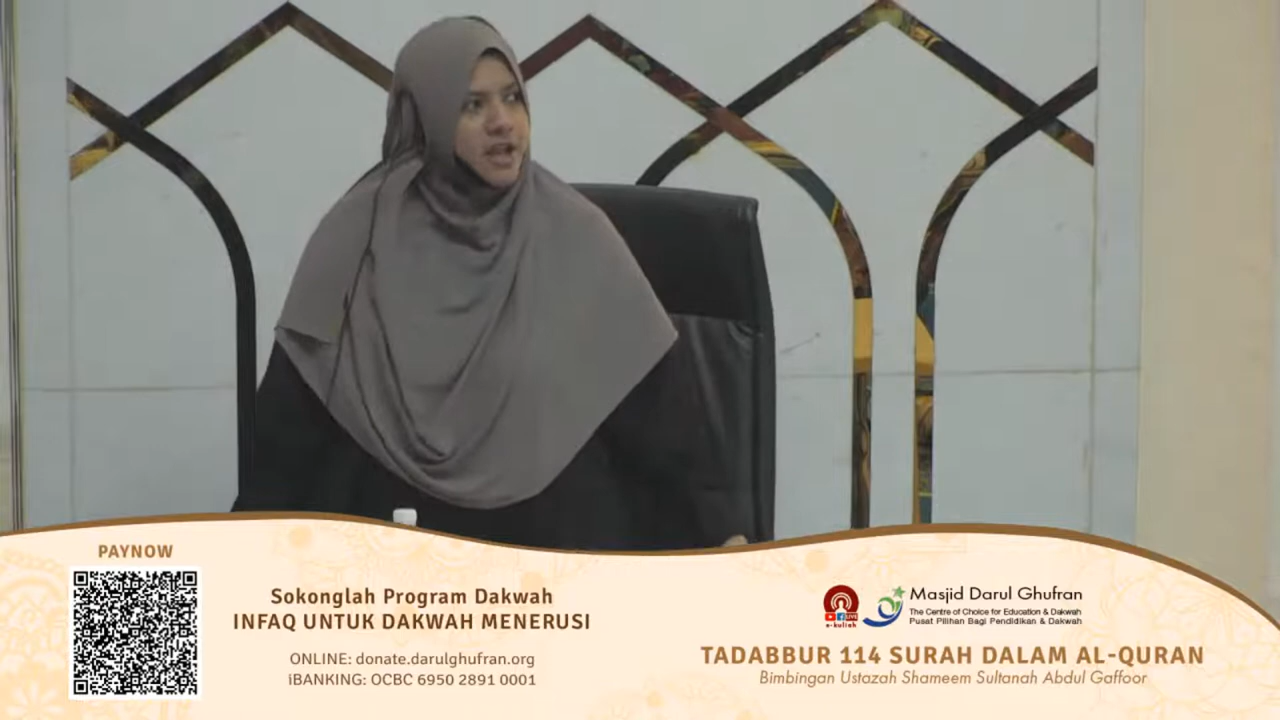 PAYNOW
Sokonglah Program Dakwah
INFAQ UNTUK DAKWAH MENERUSI
ONLINE: donate.darulghufran.org
iBANKING: OCBC 6950 2891 0001
LIVE
e-kuliah
Masjid Darul Ghufran
The Centre of Choice for Education & Dakwah
Pusat Pilihan Bagi Pendidikan & Dakwah
TADABBUR 114 SURAH DALAM AL-QURAN
Bimbingan Ustazah Shameem Sultanah Abdul Gaffoor